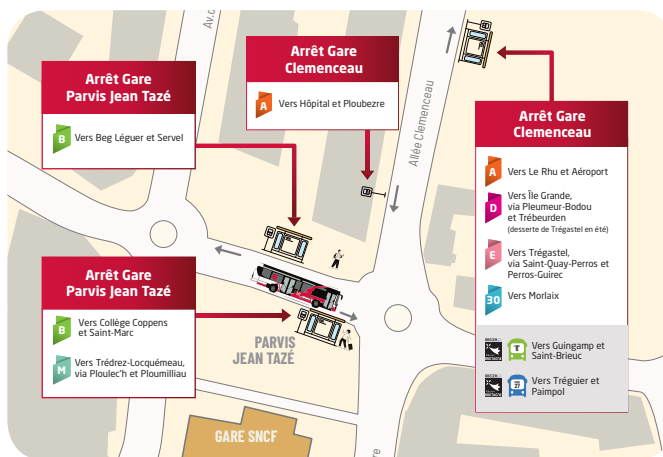 Av.
Arrêt Gare
Clemenceau
A
Vers Hôpital et Ploubezre
Arrêt Gare
Parvis Jean Tazé
B
Vers Beg Léguer et Servel
Allée Clemenceau
Arrêt Gare
Clemenceau
A
Vers Le Rhu et Aéroport
D
Vers Île Grande,
via Pleumeur-Bodou
et Trébeurden
(desserte de Trégastel en été)
E
Vers Trégastel,
via Saint-Quay-Perros et
Perros-Guirec
30
Vers Morlaix
T
Vers Guingamp et
Saint-Brieuc
27
Vers Tréguier et
Paimpol
Arrêt Gare
Parvis Jean Tazé
B
Vers Collège Coppens
et Saint-Marc
M
Vers Trédrez-Locquémeau,
via Ploulec'h et Ploumilliau
PARVIS
JEAN TAZÉ
GARE SNCF